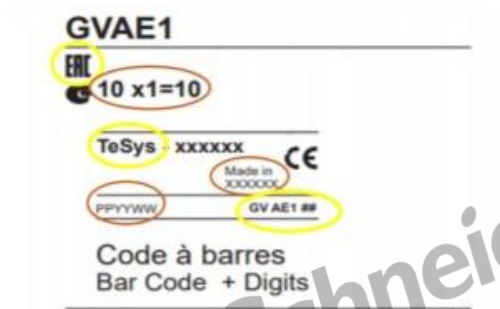 GVAE1
EAC
10 x1=10
TeSys - xxxxxx
CE
Made in
XXXXXX
PPYYWW
GV AE1 ##
Code à barres
Bar Code + Digits
Schneid